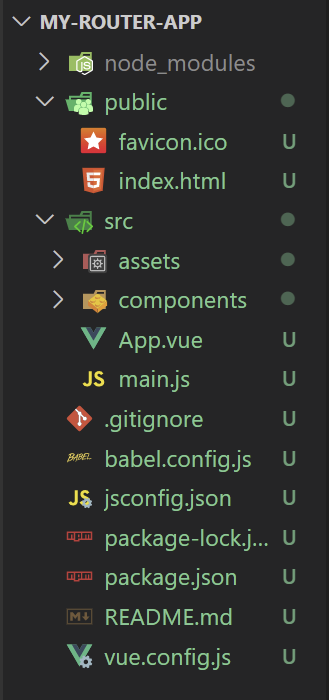 MY-ROUTER-APP
node_modules
public
favicon.ico U
index.html U
src
assets
components
App.vue U
JS main.js U
.gitignore U
BABEL babel.config.js U
JS jsconfig.json U
package-lock.j... U
package.json U
README.md U
vue.config.js U